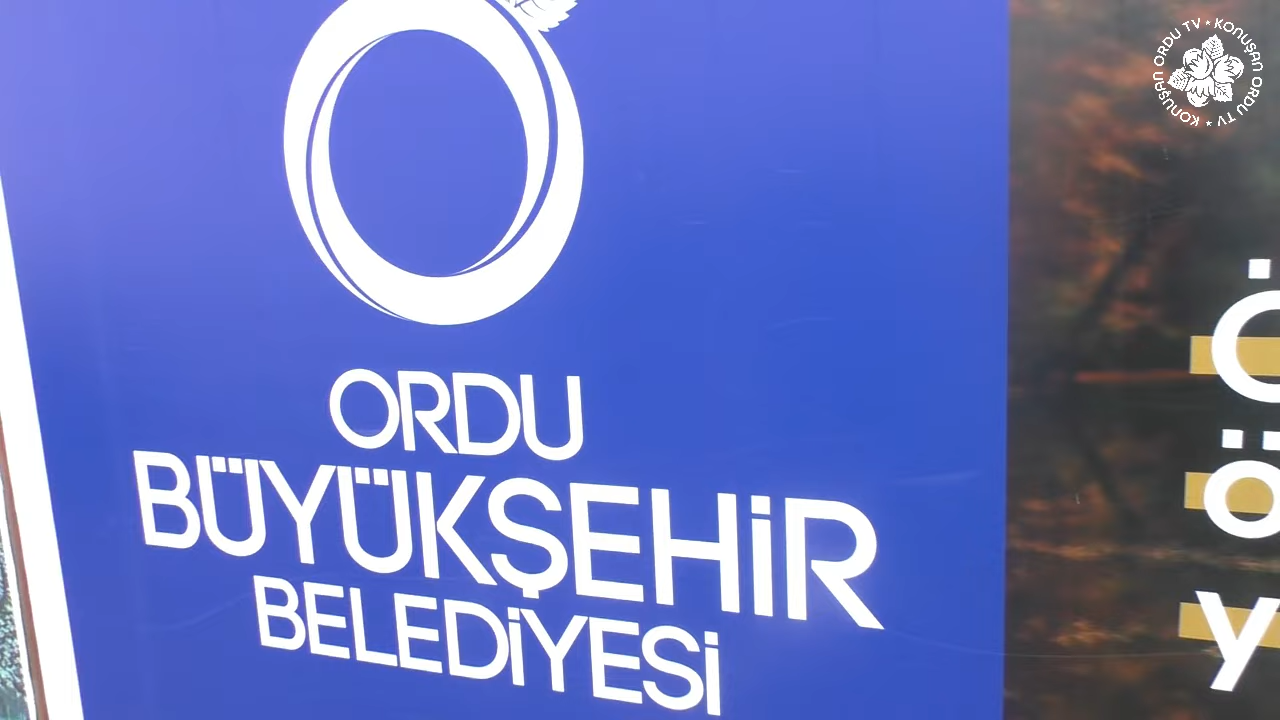 ORDU
BÜYÜKŞEHİR
BELEDİYESİ
KONUŞAN ORDU TV ★ KONUŞAN ORDU TV ★
Ö
ö
y